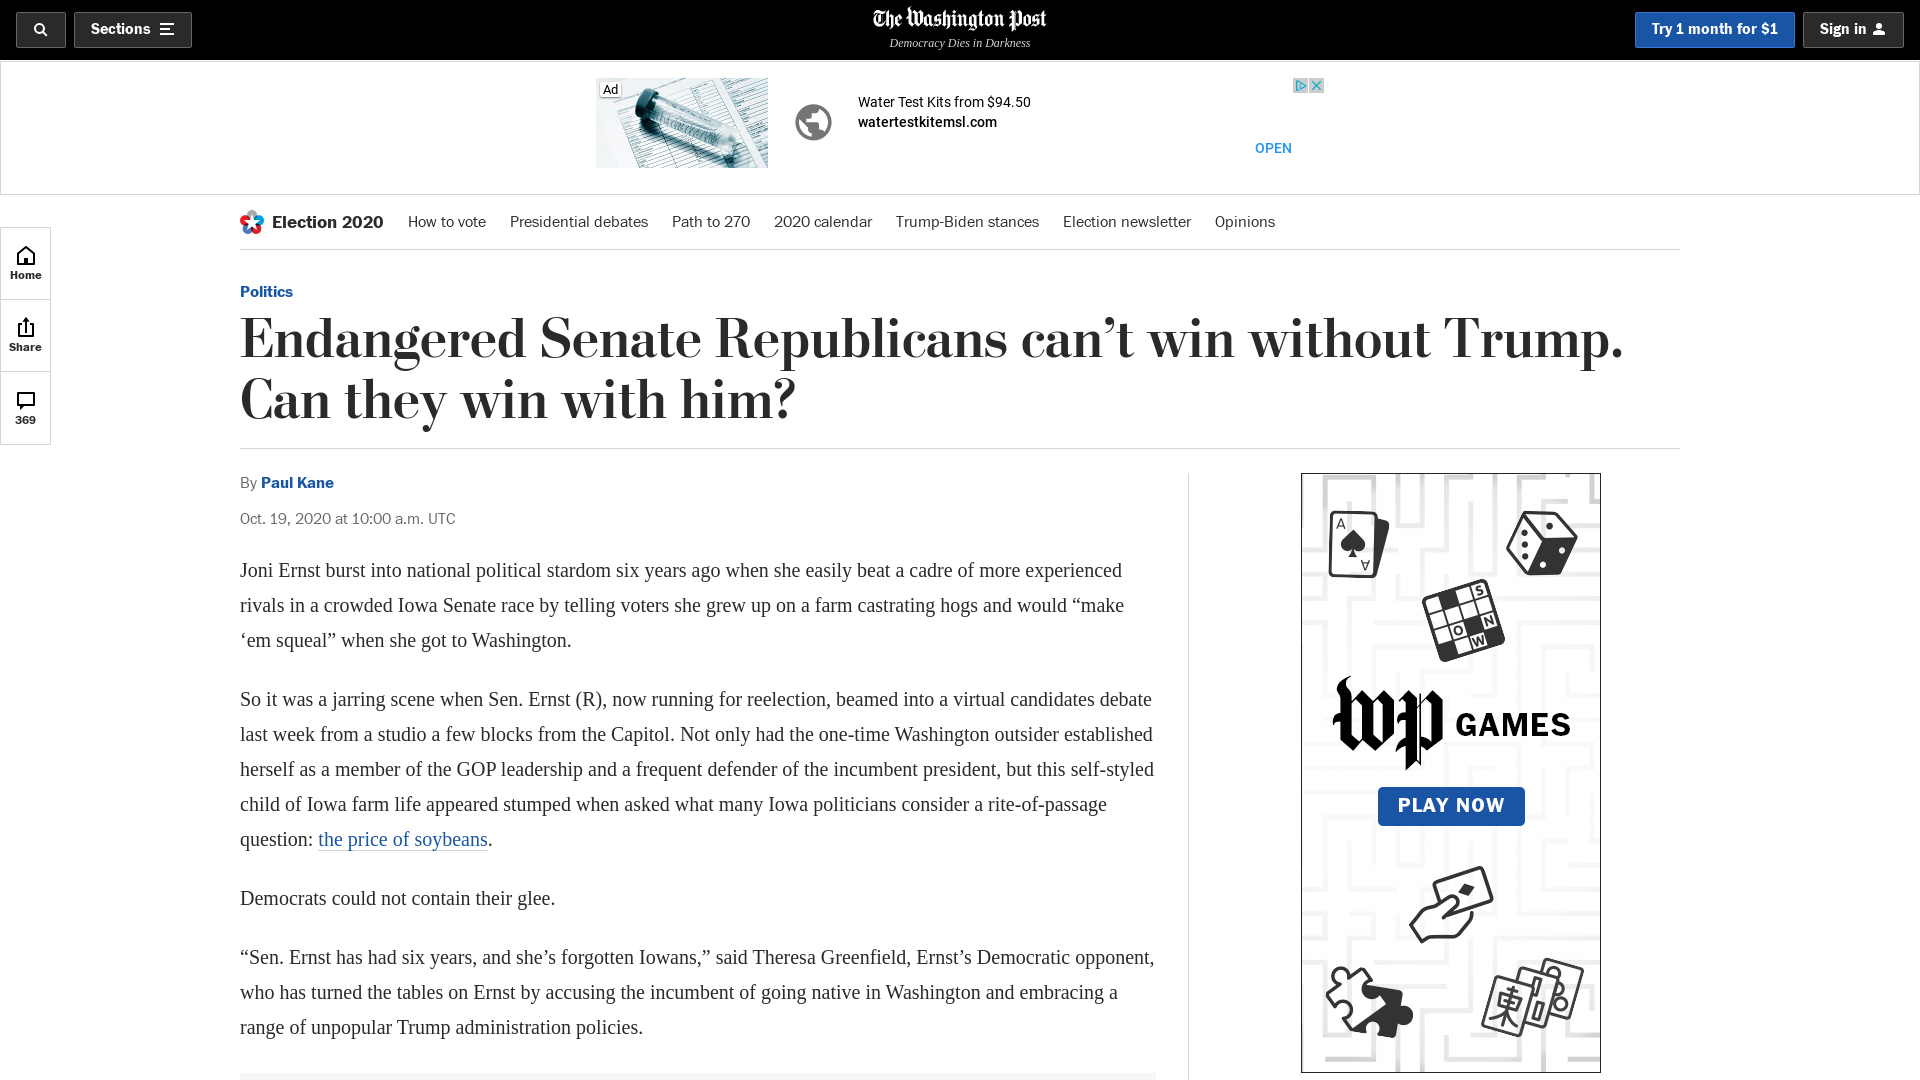 Sections
The Washington Post
Democracy Dies in Darkness
Try 1 month for $1
Sign in
Ad
Water Test Kits from $94.50
watertestkitemsl.com
OPEN
Election 2020
How to vote
Presidential debates
Path to 270
2020 calendar
Trump-Biden stances
Election newsletter
Opinions
Home
Share
369
Politics
Endangered Senate Republicans can’t win without Trump.
Can they win with him?
By Paul Kane
Oct. 19, 2020 at 10:00 a.m. UTC
Joni Ernst burst into national political stardom six years ago when she easily beat a cadre of more experienced
rivals in a crowded Iowa Senate race by telling voters she grew up on a farm castrating hogs and would “make
‘em squeal” when she got to Washington.
So it was a jarring scene when Sen. Ernst (R), now running for reelection, beamed into a virtual candidates debate
last week from a studio a few blocks from the Capitol. Not only had the one-time Washington outsider established
herself as a member of the GOP leadership and a frequent defender of the incumbent president, but this self-styled
child of Iowa farm life appeared stumped when asked what many Iowa politicians consider a rite-of-passage
question: the price of soybeans.
Democrats could not contain their glee.
“Sen. Ernst has had six years, and she’s forgotten Iowans,” said Theresa Greenfield, Ernst’s Democratic opponent,
who has turned the tables on Ernst by accusing the incumbent of going native in Washington and embracing a
range of unpopular Trump administration policies.
A
A
S
O N
W
wp GAMES
PLAY NOW
東